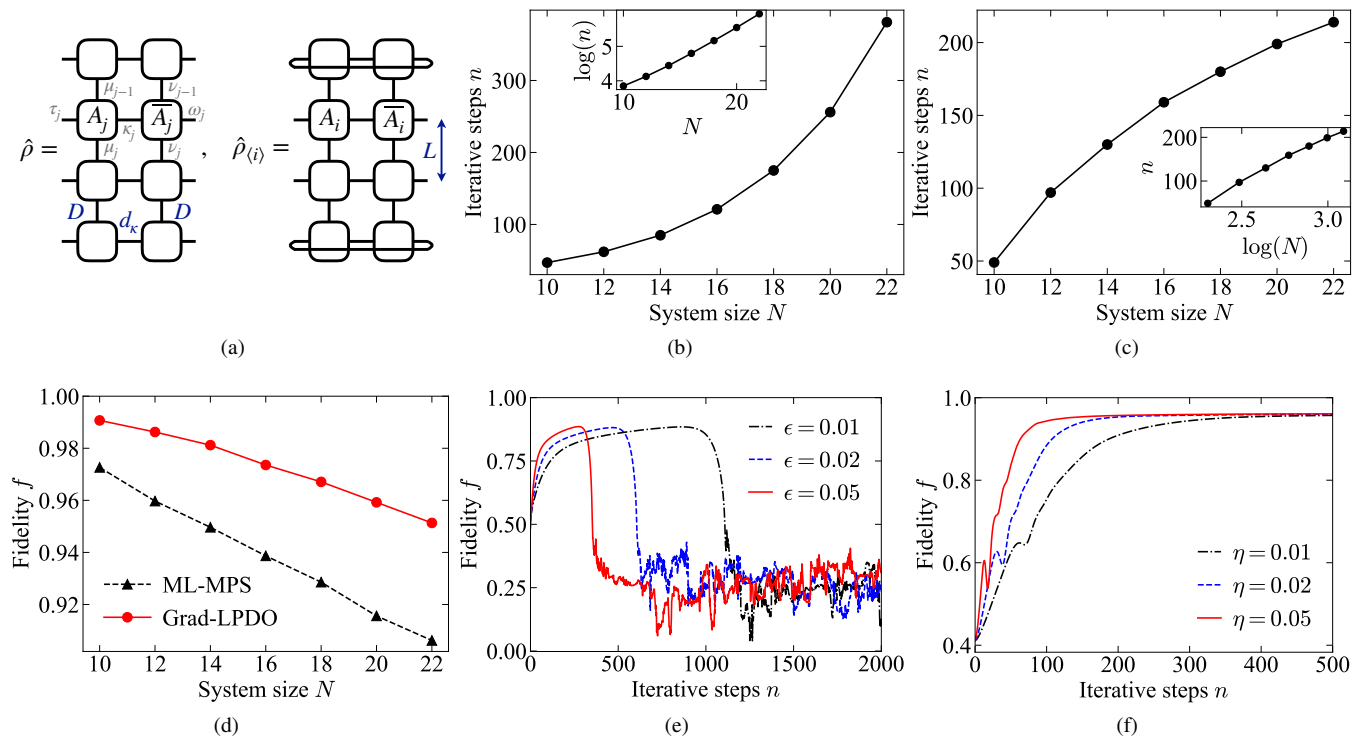 ρ̂ =
τ_j
μ_{j−1}
A_j
κ_j
μ_j
ν_{j−1}
\overline{A_j}
ω_j
ν_j
D
d_κ
D
,
ρ̂_{⟨i⟩} =
A_i
\overline{A_i}
L
(a)
Iterative steps n
300
200
100
log(n)
5
4
10
20
N
10 12 14 16 18 20 22
System size N
(b)
Iterative steps n
200
150
100
50
n
200
100
2.5
3.0
log(N)
10 12 14 16 18 20 22
System size N
(c)
Fidelity f
1.00
0.98
0.96
0.94
0.92
ML-MPS
Grad-LPDO
10 12 14 16 18 20 22
System size N
(d)
Fidelity f
1.00
0.75
0.50
0.25
0.00
ϵ = 0.01
ϵ = 0.02
ϵ = 0.05
0 500 1000 1500 2000
Iterative steps n
(e)
Fidelity f
1.0
0.8
0.6
0.4
η = 0.01
η = 0.02
η = 0.05
0 100 200 300 400 500
Iterative steps n
(f)